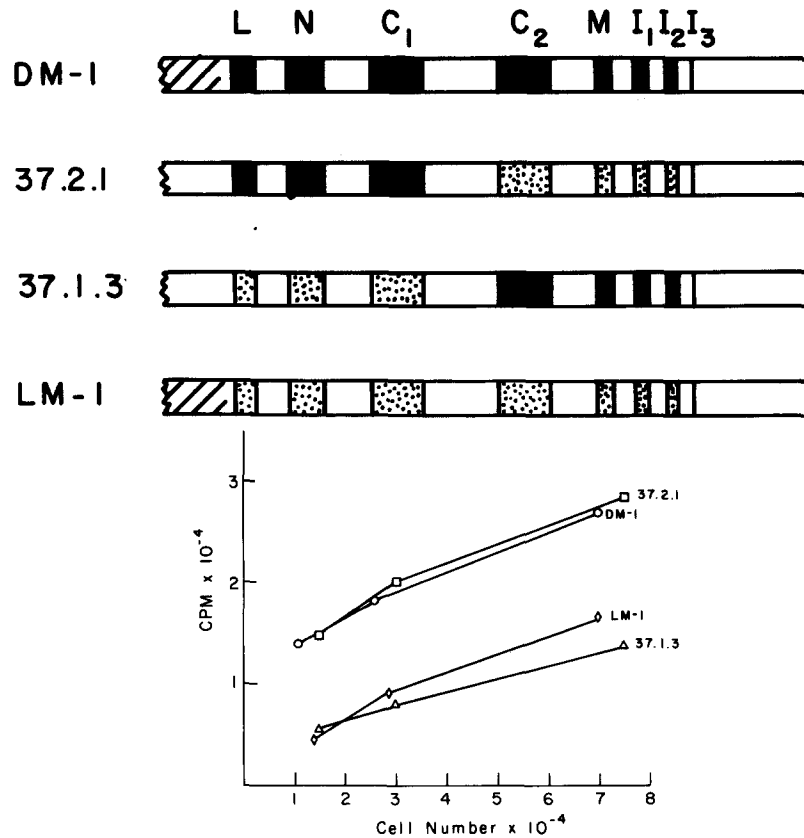 L N C₁ C₂ M I₁ I₂ I₃
DM-1
37.2.1
37.1.3
LM-1
3
2
1
CPM x 10⁻⁴
37.2.1
DM-1
LM-1
37.1.3
1 2 3 4 5 6 7 8
Cell Number x 10⁻⁴